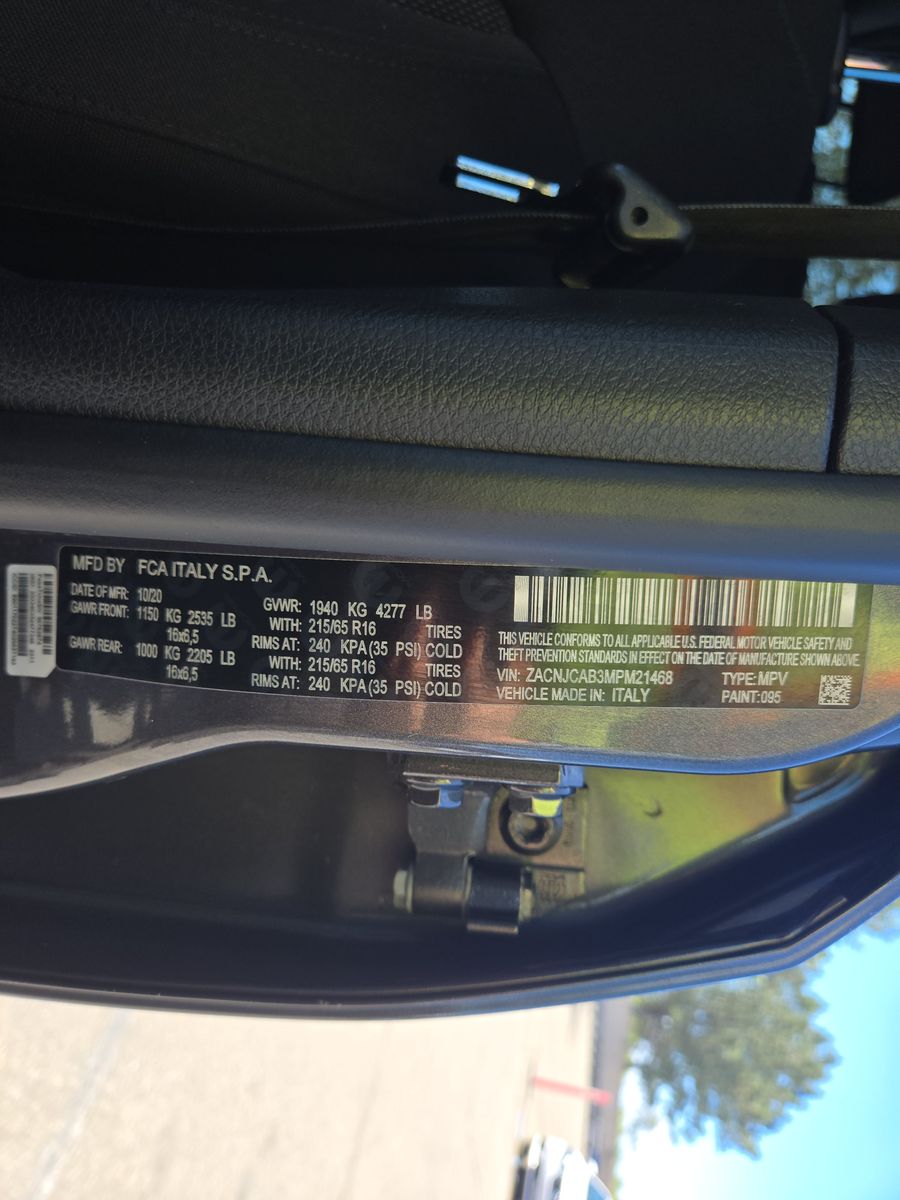 MFD BY FCA ITALY S.P.A.
DATE OF MFR: 10/20
GVWR: 1940 KG 4277 LB
GAWR FRONT: 1150 KG 2535 LB
WITH: 215/65 R16 TIRES
16x6,5
RIMS AT: 240 KPA (35 PSI) COLD
GAWR REAR: 1000 KG 2205 LB
WITH: 215/65 R16 TIRES
16x6,5
RIMS AT: 240 KPA (35 PSI) COLD
THIS VEHICLE CONFORMS TO ALL APPLICABLE U.S. FEDERAL MOTOR VEHICLE SAFETY AND
THEFT PREVENTION STANDARDS IN EFFECT ON THE DATE OF MANUFACTURE SHOWN ABOVE.
VIN: ZACNJCAB3MPM21468 TYPE: MPV
VEHICLE MADE IN: ITALY PAINT: 095